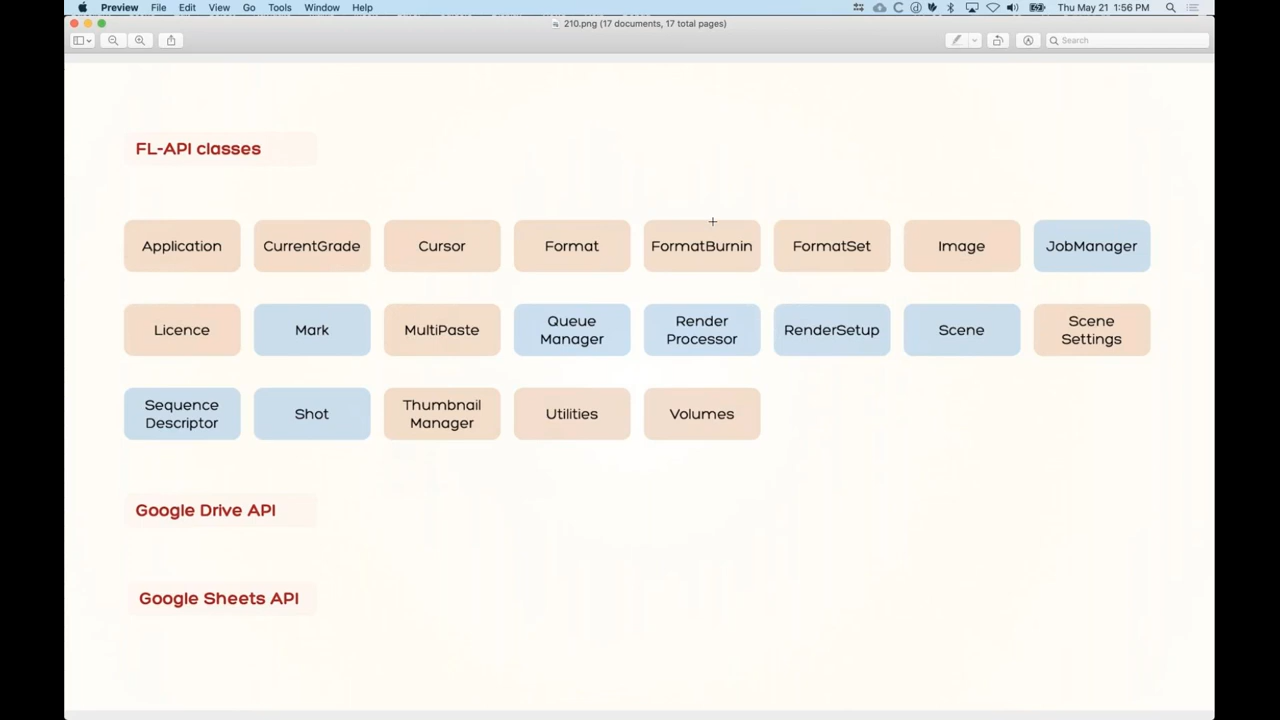 Preview File Edit View Go Tools Window Help Thu May 21 1:56 PM
210.png (17 documents, 17 total pages)
Search
FL-API classes
Application CurrentGrade Cursor Format FormatBurnin FormatSet Image JobManager
Licence Mark MultiPaste Queue Manager Render Processor RenderSetup Scene Scene Settings
Sequence Descriptor Shot Thumbnail Manager Utilities Volumes
Google Drive API
Google Sheets API